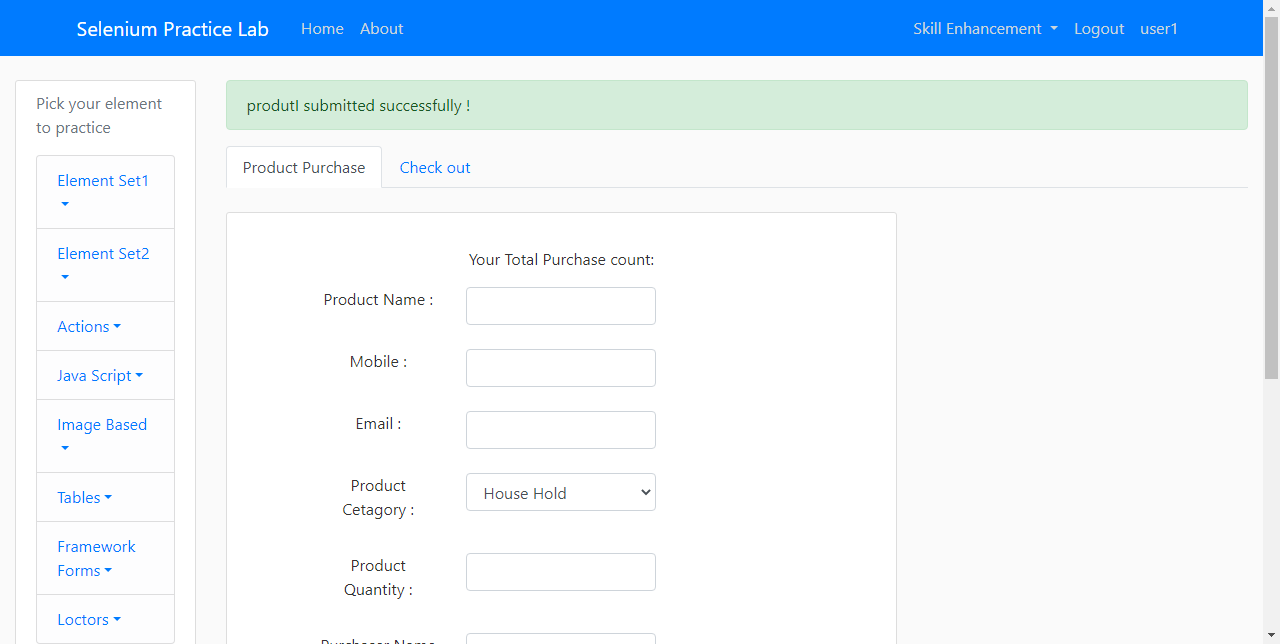 Selenium Practice Lab Home About Skill Enhancement Logout user1
Pick your element
to practice
Element Set1
Element Set2
Actions
Java Script
Image Based
Tables
Framework
Forms
Loctors
produtI submitted successfully !
Product Purchase Check out
Your Total Purchase count:
Product Name :
Mobile :
Email :
Product
Cetagory :
House Hold
Product
Quantity :
Purchaser Name